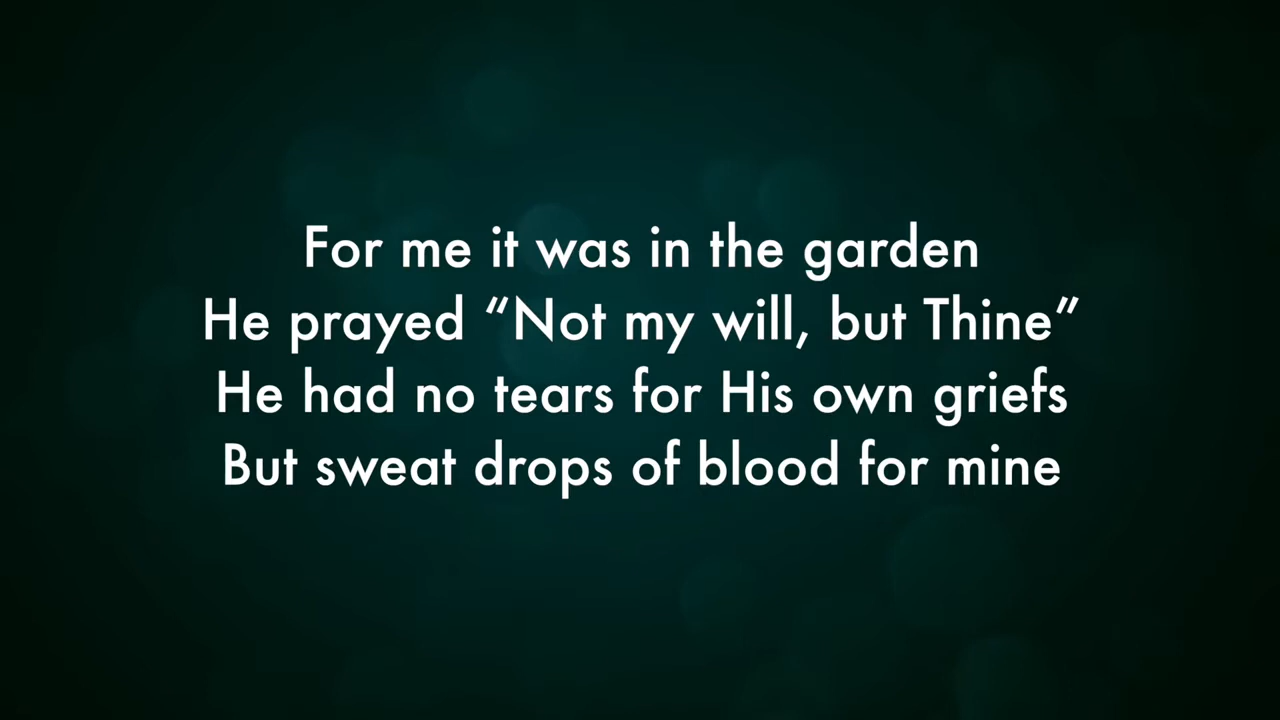 For me it was in the garden
He prayed “Not my will, but Thine”
He had no tears for His own griefs
But sweat drops of blood for mine